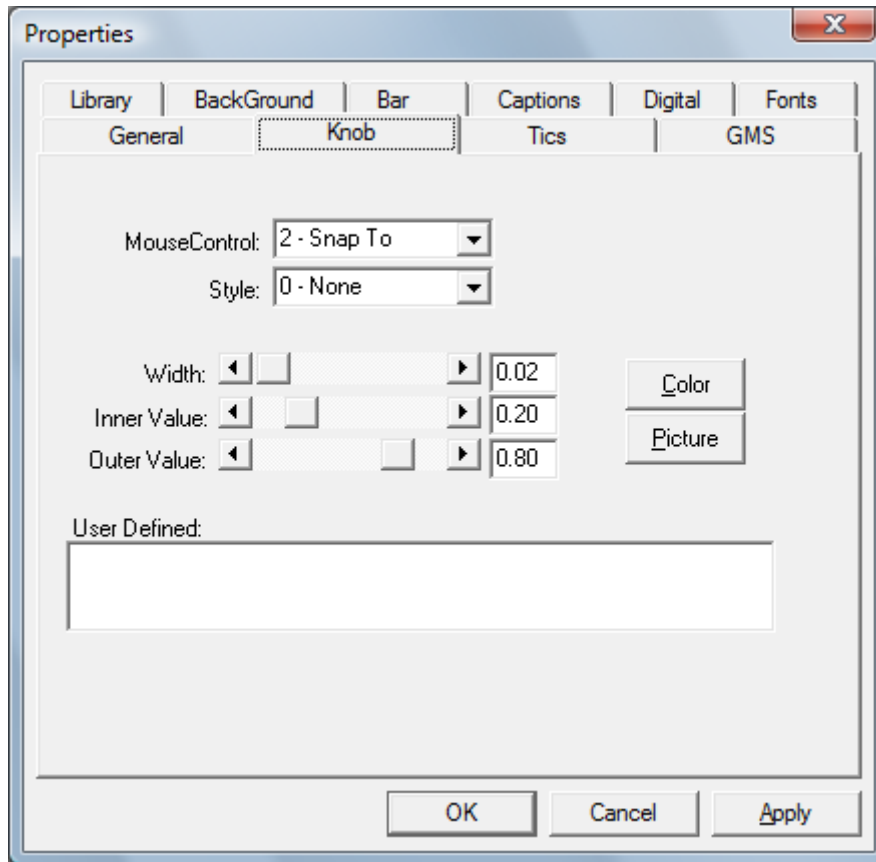 Properties
Library BackGround Bar Captions Digital Fonts
General Knob Tics GMS
MouseControl: 2 - Snap To
Style: 0 - None
Width: 0.02
Color
Inner Value: 0.20
Picture
Outer Value: 0.80
User Defined:
OK Cancel Apply